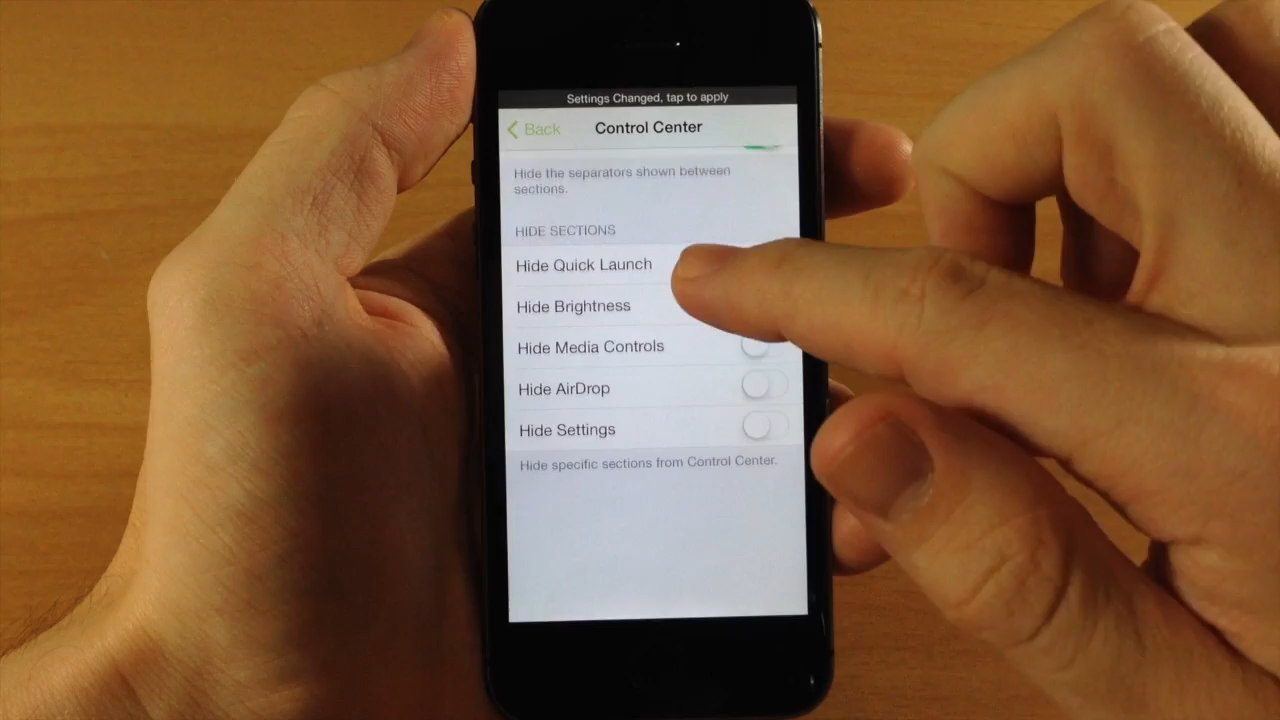 Settings Changed, tap to apply
Back
Control Center
Hide the separators shown between
sections.
HIDE SECTIONS
Hide Quick Launch
Hide Brightness
Hide Media Controls
Hide AirDrop
Hide Settings
Hide specific sections from Control Center.